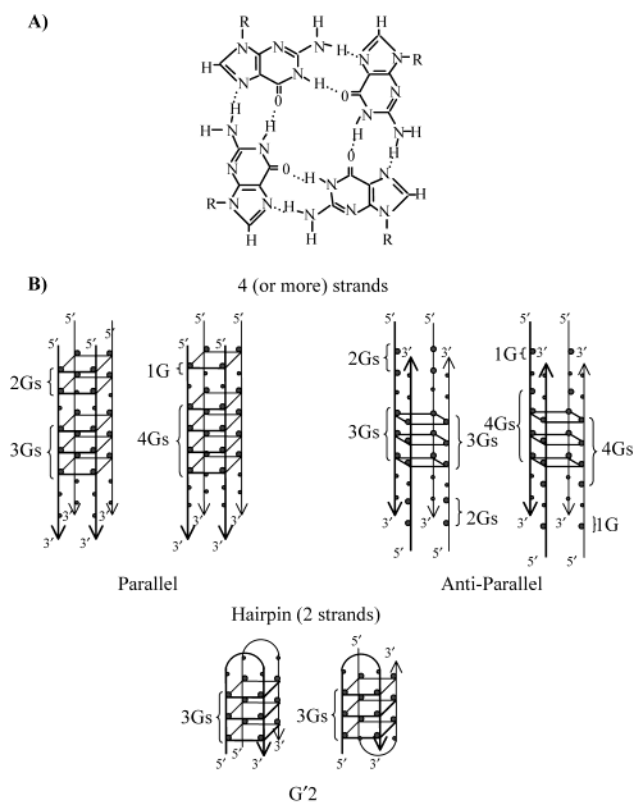 A)
R
H
N
N
H
H
N
R
H
N
N
H
O
N
N
N
H
H
O
N
H
H
N
H
N
N
O
O
H
N
H
N
R
N
N
H
N
H
N
H
N
N
H
R
B)
4 (or more) strands
5′ 5′ 5′ 5′ 5′ 5′ 5′ 5′
5′ 5′ 5′ 5′
2Gs 3′ 3′ 1G 3′ 3′
2Gs 1G
3Gs 4Gs 3Gs 3Gs 4Gs 4Gs
3′ 3′ 3′ 3′ 2Gs 3′ 3′ 1G
3′ 3′ 3′ 3′
5′ 5′ 5′ 5′
Parallel Anti-Parallel
Hairpin (2 strands)
5′ 5′ 3′
3Gs 3Gs
5′ 5′ 3′ 3′ 5′ 3′
G′2